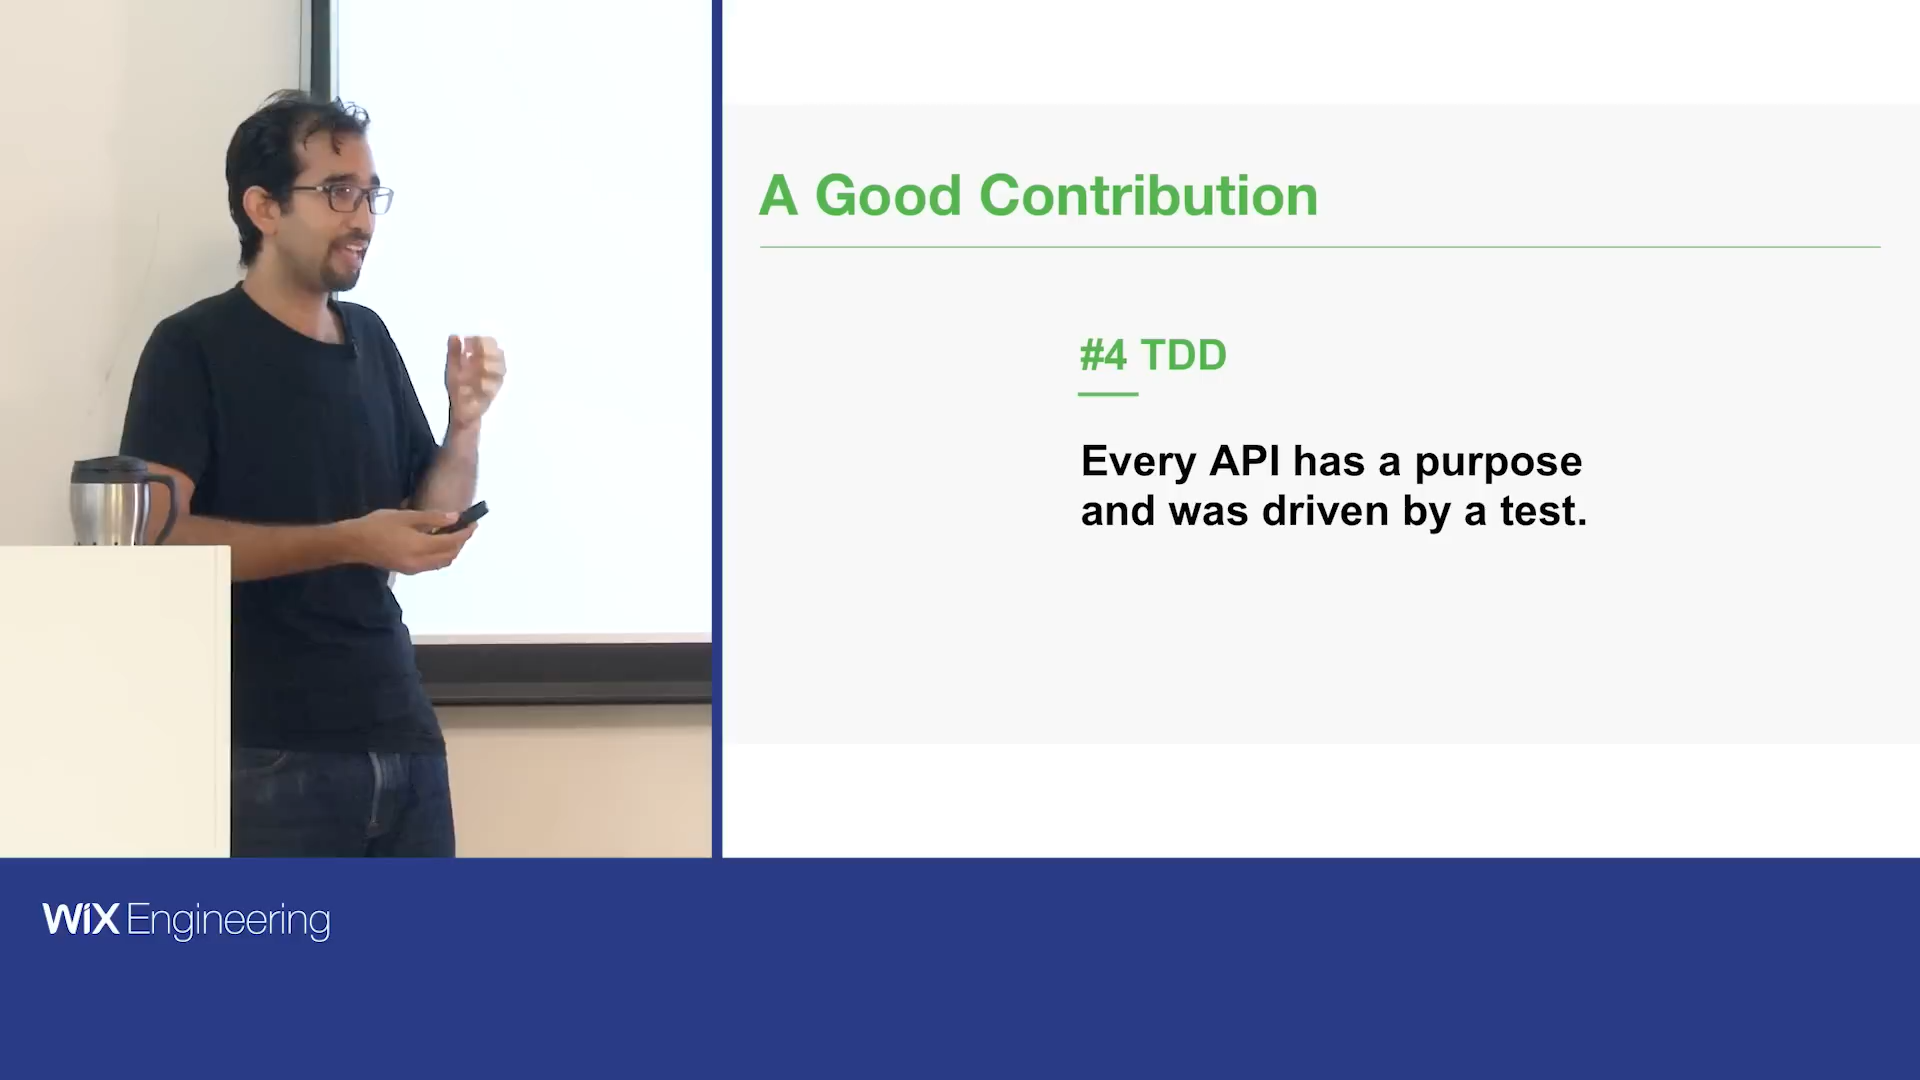 A Good Contribution
#4 TDD
Every API has a purpose
and was driven by a test.
WiX Engineering